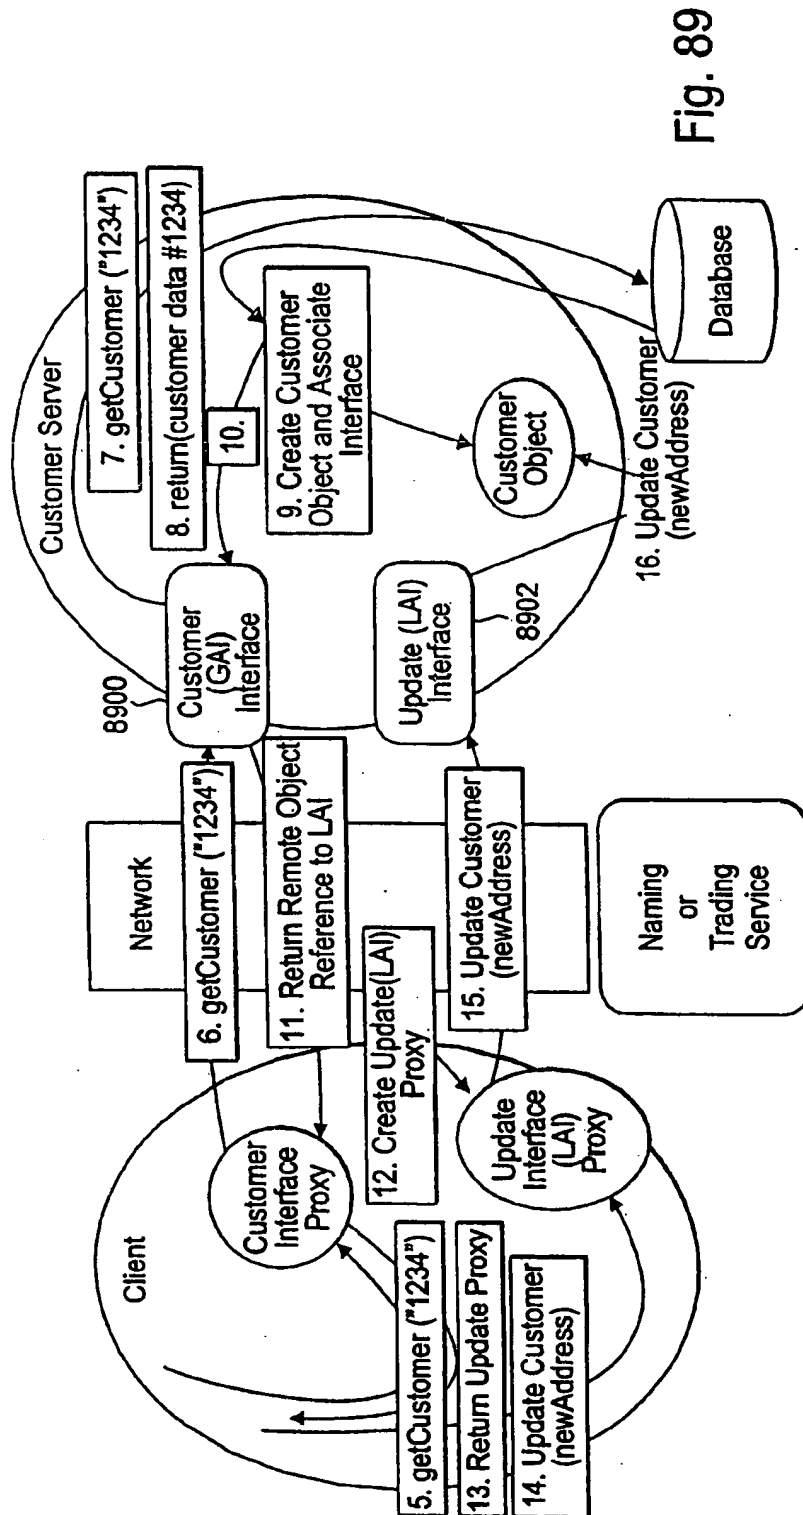 Client
Customer
Interface
Proxy
5. getCustomer ("1234")
13. Return Update Proxy
14. Update Customer
(newAddress)
Update
Interface
(LAI)
Proxy
12. Create Update(LAI)
Proxy
Network
6. getCustomer ("1234")
11. Return Remote Object
Reference to LAI
15. Update Customer
(newAddress)
Naming
or
Trading
Service
Customer Server
8900
Customer
(GAI)
Interface
7. getCustomer ("1234")
8. return(customer data #1234)
10.
9. Create Customer
Object and Associate
Interface
Update (LAI)
Interface
8902
Customer
Object
16. Update Customer
(newAddress)
Database
Fig. 89